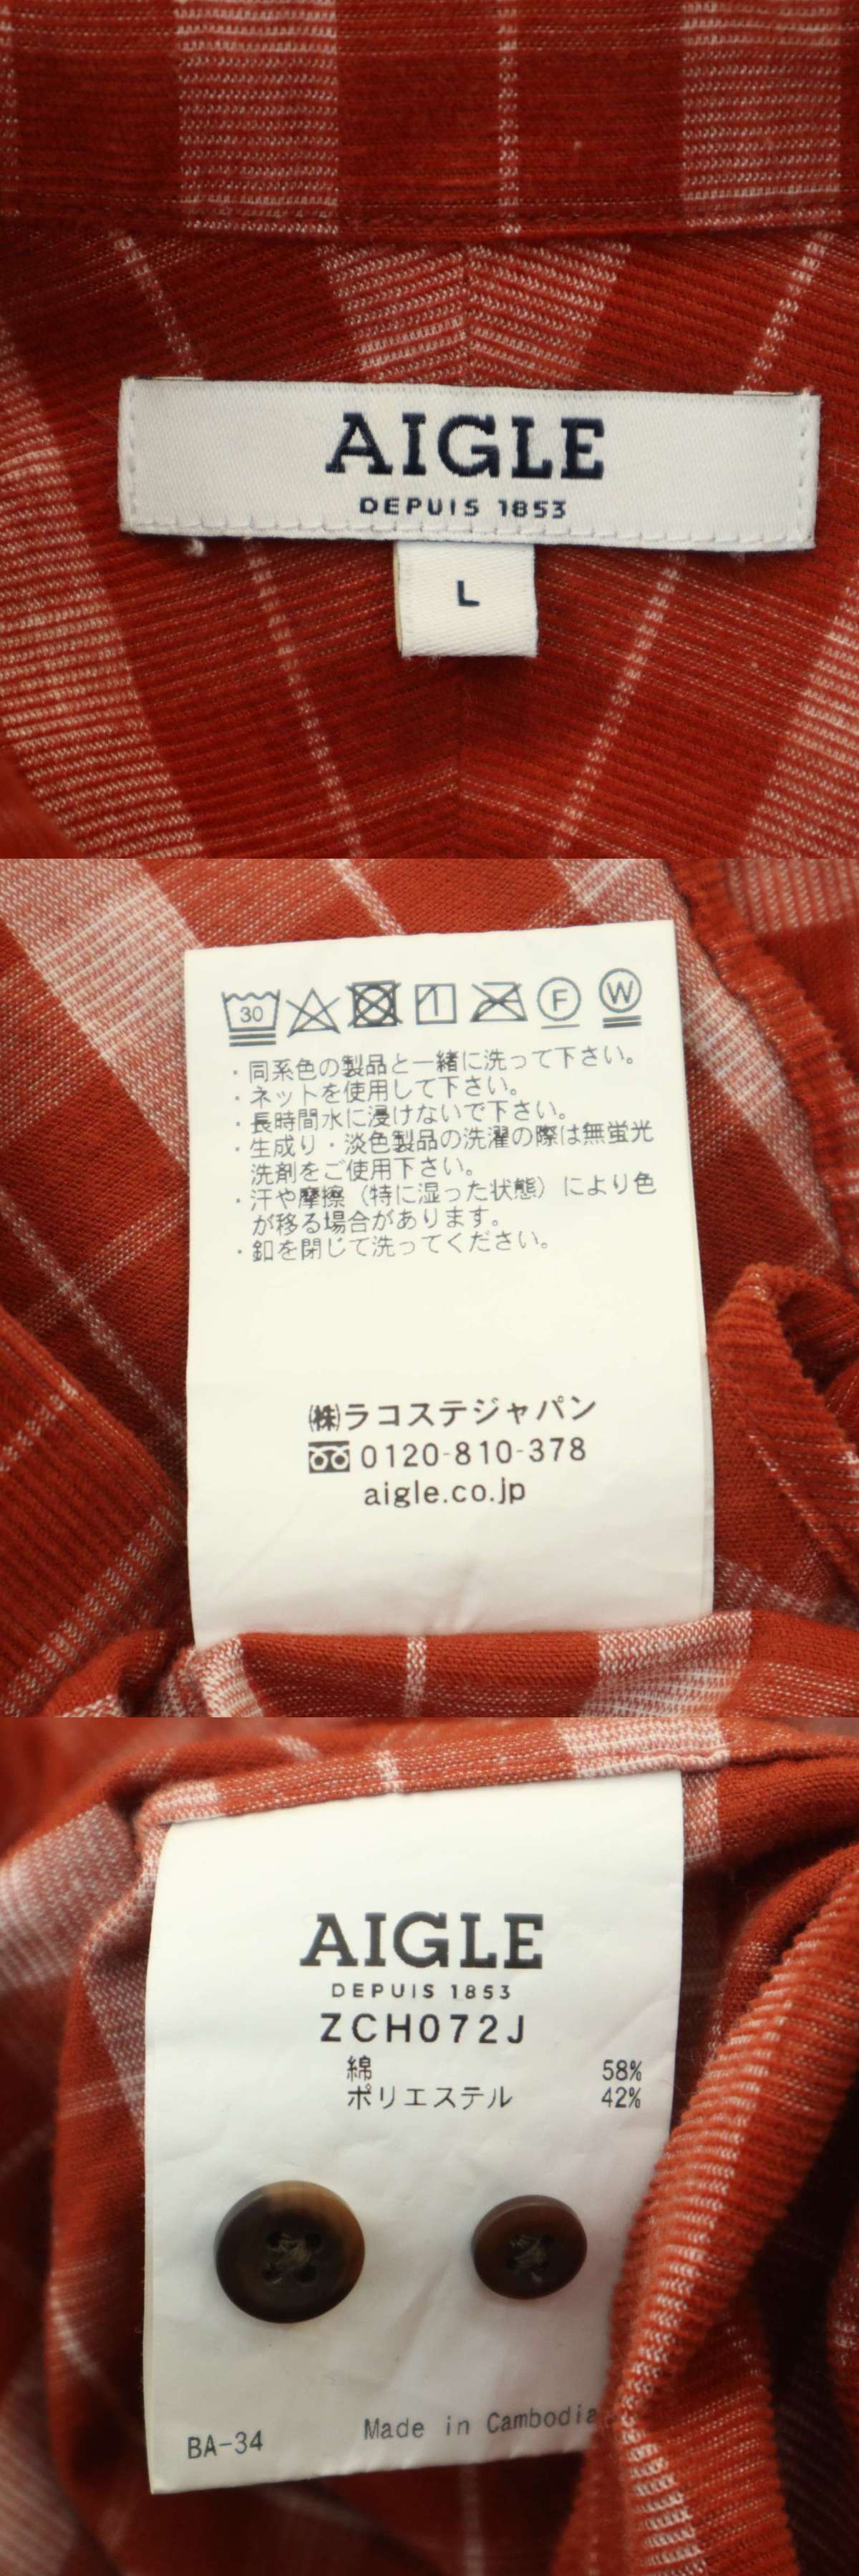 AIGLE
DEPUIS 1853
L
30
F
W
・同系色の製品と一緒に洗って下さい。
・ネットを使用して下さい。
・長時間水に浸けないで下さい。
・生成り・淡色製品の洗濯の際は無蛍光
洗剤をご使用下さい。
・汗や摩擦（特に湿った状態）により色
が移る場合があります。
・釦を閉じて洗ってください。
㈱ラコステジャパン
0120-810-378
aigle.co.jp
AIGLE
DEPUIS 1853
ZCH072J
綿 58%
ポリエステル 42%
BA-34 Made in Cambodia